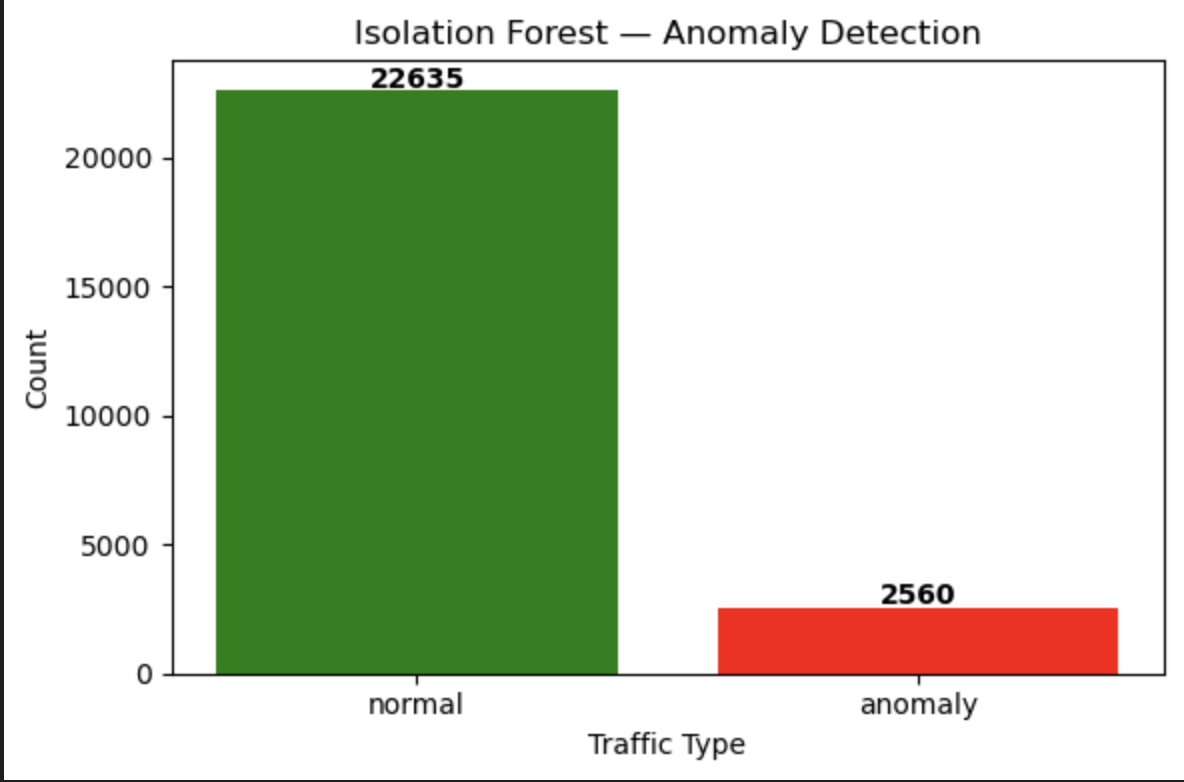 Isolation Forest — Anomaly Detection
22635
20000
15000
10000
5000
0
Count
2560
normal
anomaly
Traffic Type